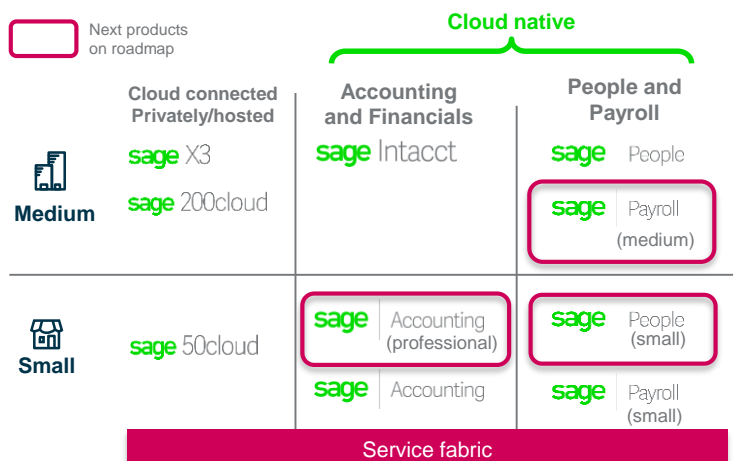 Next products
on roadmap
Cloud native
Cloud connected
Privately/hosted
Accounting
and Financials
People and
Payroll
Medium
sage X3
sage 200cloud
sage Intacct
sage People
sage Payroll
(medium)
Small
sage 50cloud
sage Accounting
(professional)
sage Accounting
sage People
(small)
sage Payroll
(small)
Service fabric